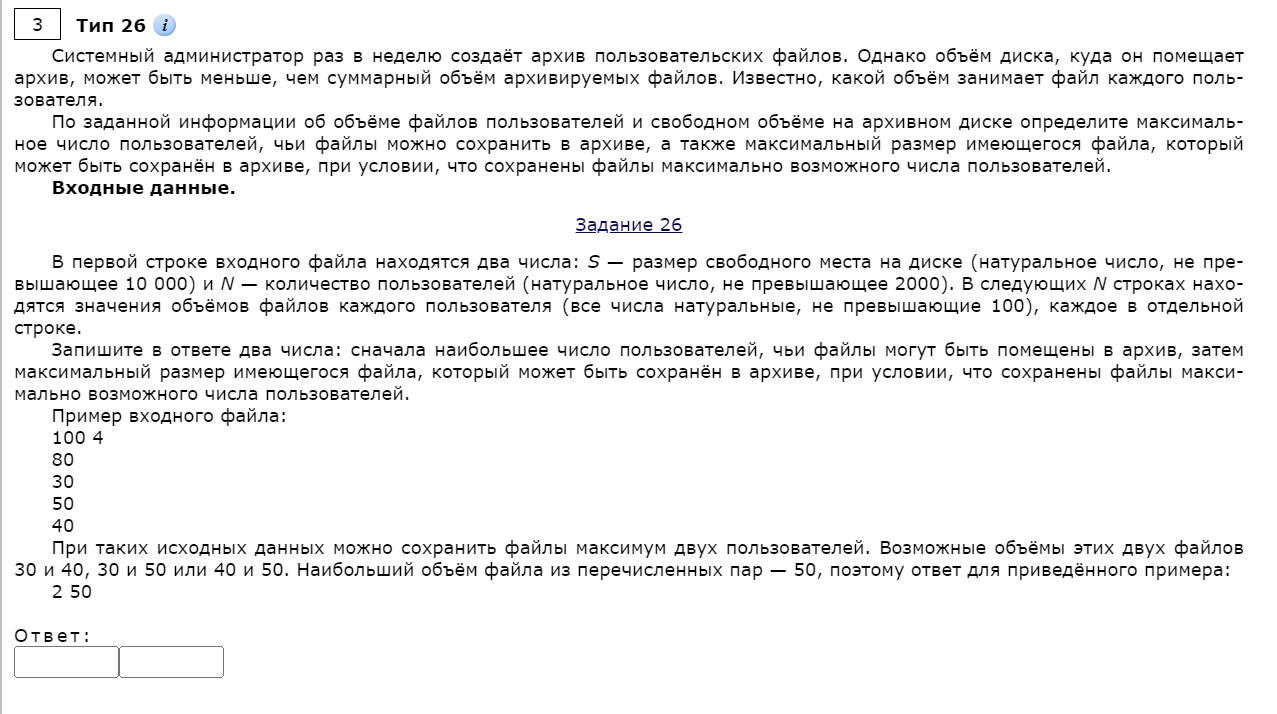 3 Тип 26 i
Системный администратор раз в неделю создаёт архив пользовательских файлов. Однако объём диска, куда он помещает
архив, может быть меньше, чем суммарный объём архивируемых файлов. Известно, какой объём занимает файл каждого поль-
зователя.
По заданной информации об объёме файлов пользователей и свободном объёме на архивном диске определите максималь-
ное число пользователей, чьи файлы можно сохранить в архиве, а также максимальный размер имеющегося файла, который
может быть сохранён в архиве, при условии, что сохранены файлы максимально возможного числа пользователей.
Входные данные.
Задание 26
В первой строке входного файла находятся два числа: S — размер свободного места на диске (натуральное число, не пре-
вышающее 10 000) и N — количество пользователей (натуральное число, не превышающее 2000). В следующих N строках нахо-
дятся значения объёмов файлов каждого пользователя (все числа натуральные, не превышающие 100), каждое в отдельной
строке.
Запишите в ответе два числа: сначала наибольшее число пользователей, чьи файлы могут быть помещены в архив, затем
максимальный размер имеющегося файла, который может быть сохранён в архиве, при условии, что сохранены файлы макси-
мально возможного числа пользователей.
Пример входного файла:
100 4
80
30
50
40
При таких исходных данных можно сохранить файлы максимум двух пользователей. Возможные объёмы этих двух файлов
30 и 40, 30 и 50 или 40 и 50. Наибольший объём файла из перечисленных пар — 50, поэтому ответ для приведённого примера:
2 50
Ответ: